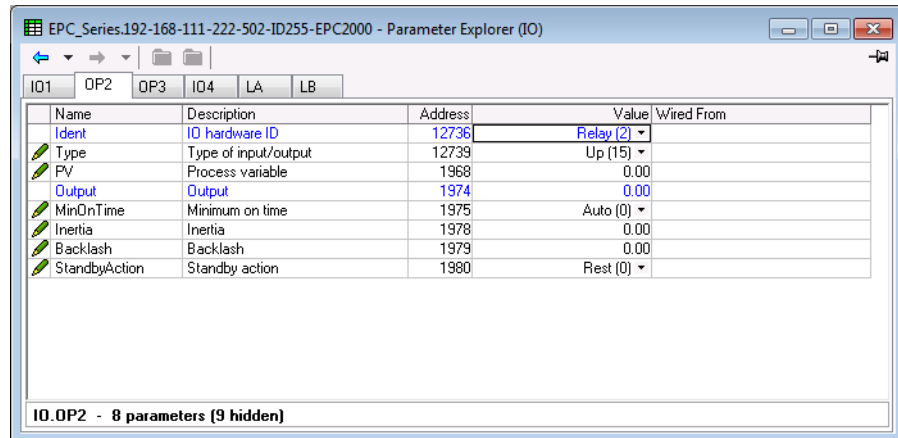 EPC_Series.192-168-111-222-502-ID255-EPC2000 - Parameter Explorer (IO)
IO1 OP2 OP3 IO4 LA LB
Name Description Address Value Wired From
Ident IO hardware ID 12736 Relay (2)
Type Type of input/output 12739 Up (15)
PV Process variable 1968 0.00
Output Output 1974 0.00
MinOnTime Minimum on time 1975 Auto (0)
Inertia Inertia 1978 0.00
Backlash Backlash 1979 0.00
StandbyAction Standby action 1980 Rest (0)
IO.OP2 - 8 parameters (9 hidden)